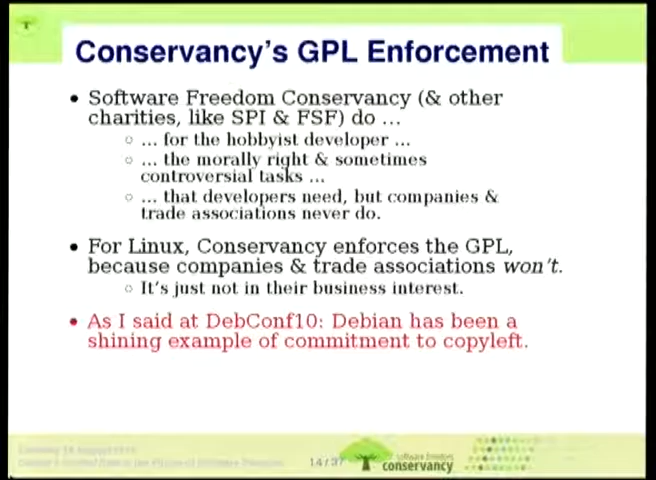 Conservancy's GPL Enforcement
• Software Freedom Conservancy (& other
charities, like SPI & FSF) do ...
○ ... for the hobbyist developer ...
○ ... the morally right & sometimes
controversial tasks ...
○ ... that developers need, but companies &
trade associations never do.
• For Linux, Conservancy enforces the GPL,
because companies & trade associations won't.
○ It's just not in their business interest.
• As I said at DebConf10: Debian has been a
shining example of commitment to copyleft.
14 / 37
software freedom
conservancy